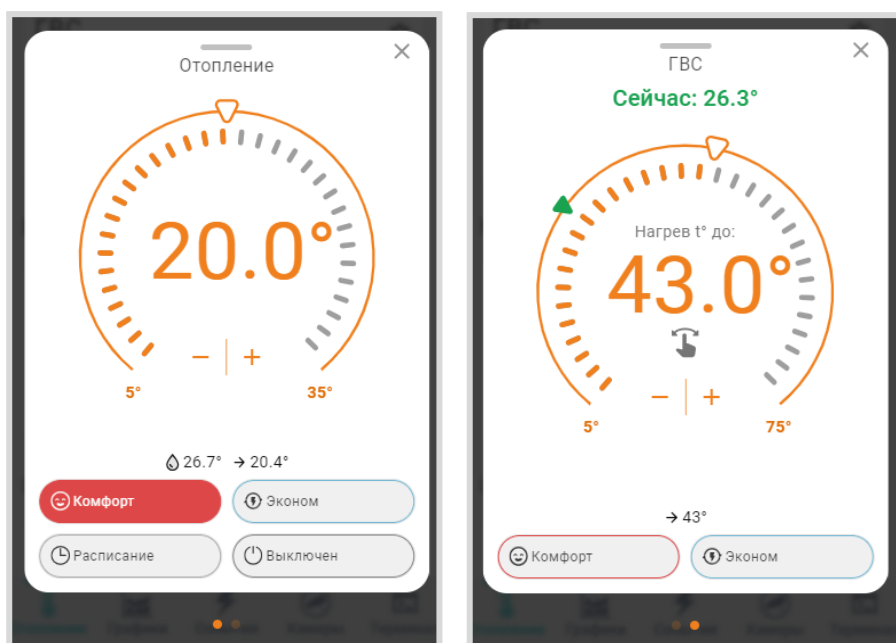 Отопление
20.0°
5°
35°
26.7° → 20.4°
Комфорт
Эконом
Расписание
Выключен
ГВС
Сейчас: 26.3°
Нагрев t° до:
43.0°
5°
75°
→ 43°
Комфорт
Эконом